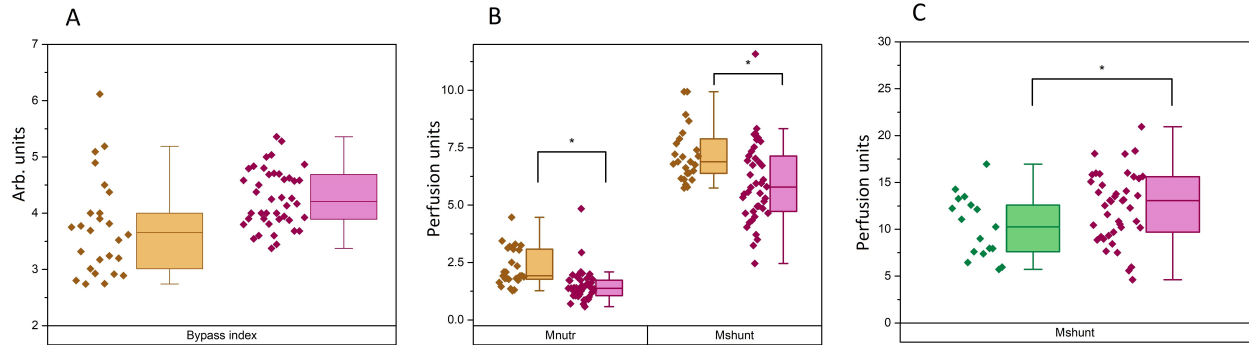 A
Arb. units
7
6
5
4
3
2
Bypass index
B
Perfusion units
10.0
7.5
5.0
2.5
0.0
*
*
Mnutr
Mshunt
C
Perfusion units
30
25
20
15
10
5
0
*
Mshunt